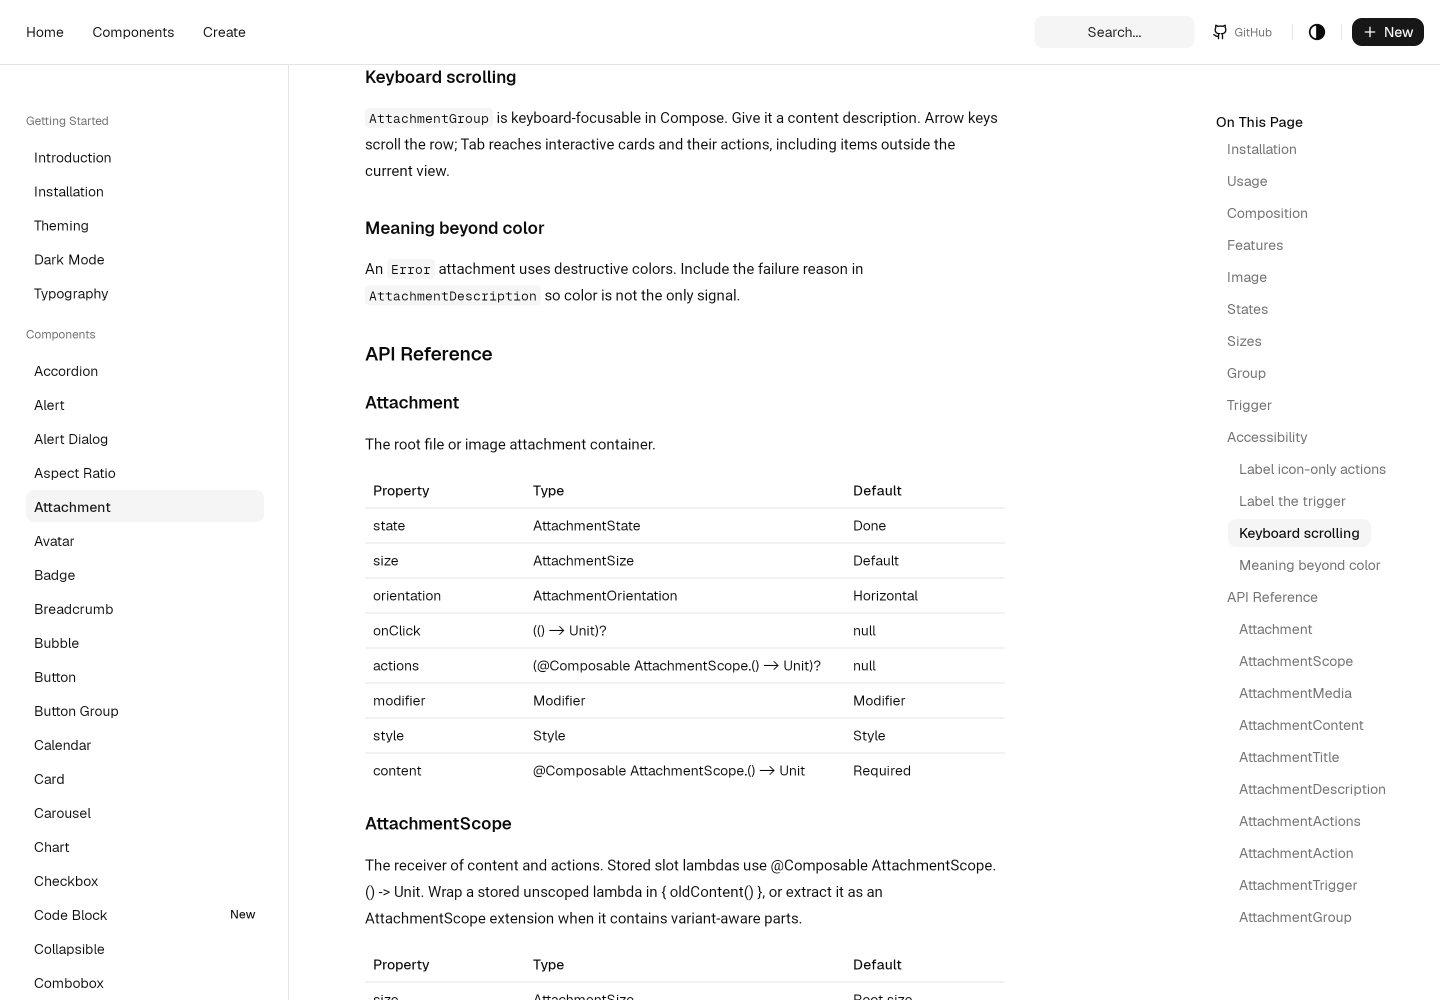 Home
Components
Create
Search...
GitHub
New
Getting Started
Introduction
Installation
Theming
Dark Mode
Typography
Components
Accordion
Alert
Alert Dialog
Aspect Ratio
Attachment
Avatar
Badge
Breadcrumb
Bubble
Button
Button Group
Calendar
Card
Carousel
Chart
Checkbox
Code Block New
Collapsible
Combobox
Keyboard scrolling
AttachmentGroup is keyboard-focusable in Compose. Give it a content description. Arrow keys
scroll the row; Tab reaches interactive cards and their actions, including items outside the
current view.
Meaning beyond color
An Error attachment uses destructive colors. Include the failure reason in
AttachmentDescription so color is not the only signal.
API Reference
Attachment
The root file or image attachment container.
Property Type Default
state AttachmentState Done
size AttachmentSize Default
orientation AttachmentOrientation Horizontal
onClick (() -> Unit)? null
actions (@Composable AttachmentScope.() -> Unit)? null
modifier Modifier Modifier
style Style Style
content @Composable AttachmentScope.() -> Unit Required
AttachmentScope
The receiver of content and actions. Stored slot lambdas use @Composable AttachmentScope.
() -> Unit. Wrap a stored unscoped lambda in { oldContent() }, or extract it as an
AttachmentScope extension when it contains variant-aware parts.
Property Type Default
size AttachmentSize Root size
On This Page
Installation
Usage
Composition
Features
Image
States
Sizes
Group
Trigger
Accessibility
Label icon-only actions
Label the trigger
Keyboard scrolling
Meaning beyond color
API Reference
Attachment
AttachmentScope
AttachmentMedia
AttachmentContent
AttachmentTitle
AttachmentDescription
AttachmentActions
AttachmentAction
AttachmentTrigger
AttachmentGroup